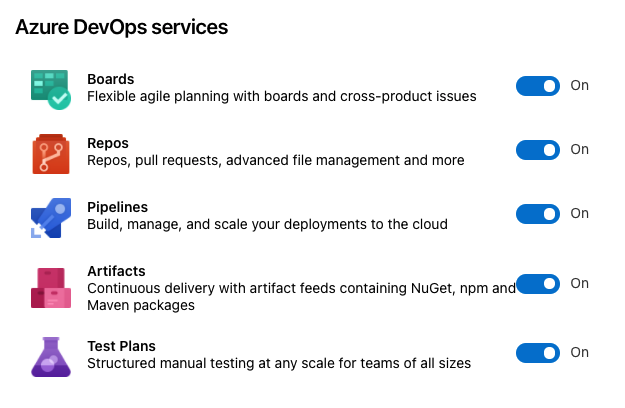 Azure DevOps services
Boards
Flexible agile planning with boards and cross-product issues
On
Repos
Repos, pull requests, advanced file management and more
On
Pipelines
Build, manage, and scale your deployments to the cloud
On
Artifacts
Continuous delivery with artifact feeds containing NuGet, npm and
Maven packages
On
Test Plans
Structured manual testing at any scale for teams of all sizes
On